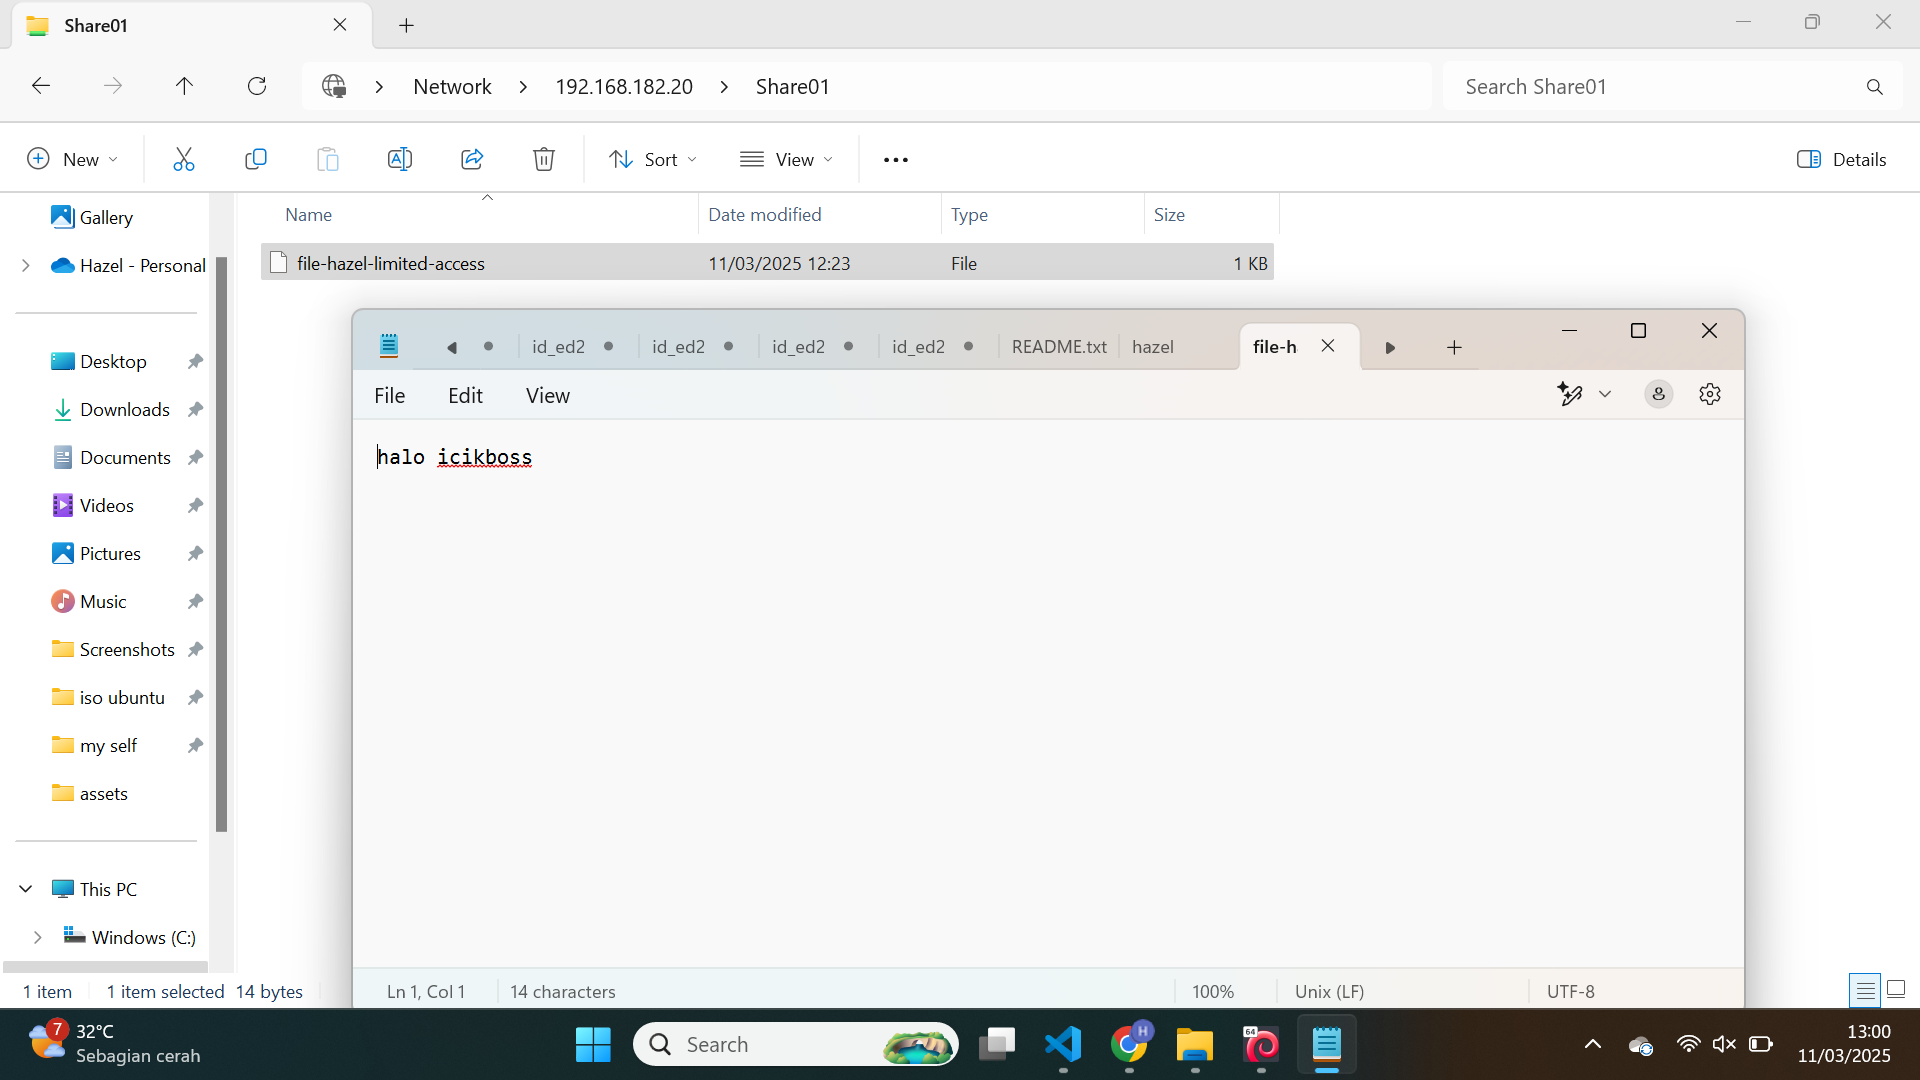 Share01
Network
192.168.182.20
Share01
Search Share01
New
Sort
View
Details
Name
Date modified
Type
Size
file-hazel-limited-access
11/03/2025 12:23
File
1 KB
Gallery
Hazel - Personal
Desktop
Downloads
Documents
Videos
Pictures
Music
Screenshots
iso ubuntu
my self
assets
This PC
Windows (C:)
id_ed2
id_ed2
id_ed2
id_ed2
README.txt
hazel
file-h
File
Edit
View
halo icikboss
Ln 1, Col 1
14 characters
100%
Unix (LF)
UTF-8
1 item
1 item selected
14 bytes
7
32°C
Sebagian cerah
Search
H
64
13:00
11/03/2025